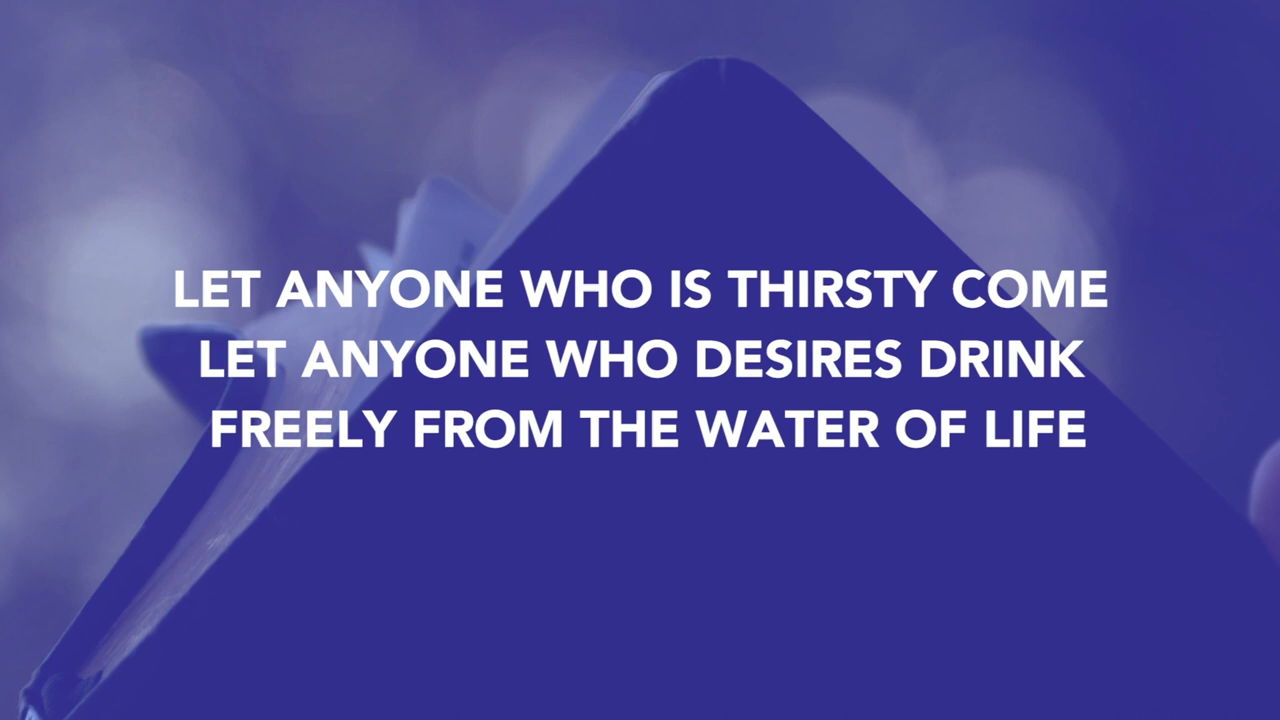 LET ANYONE WHO IS THIRSTY COME
LET ANYONE WHO DESIRES DRINK
FREELY FROM THE WATER OF LIFE